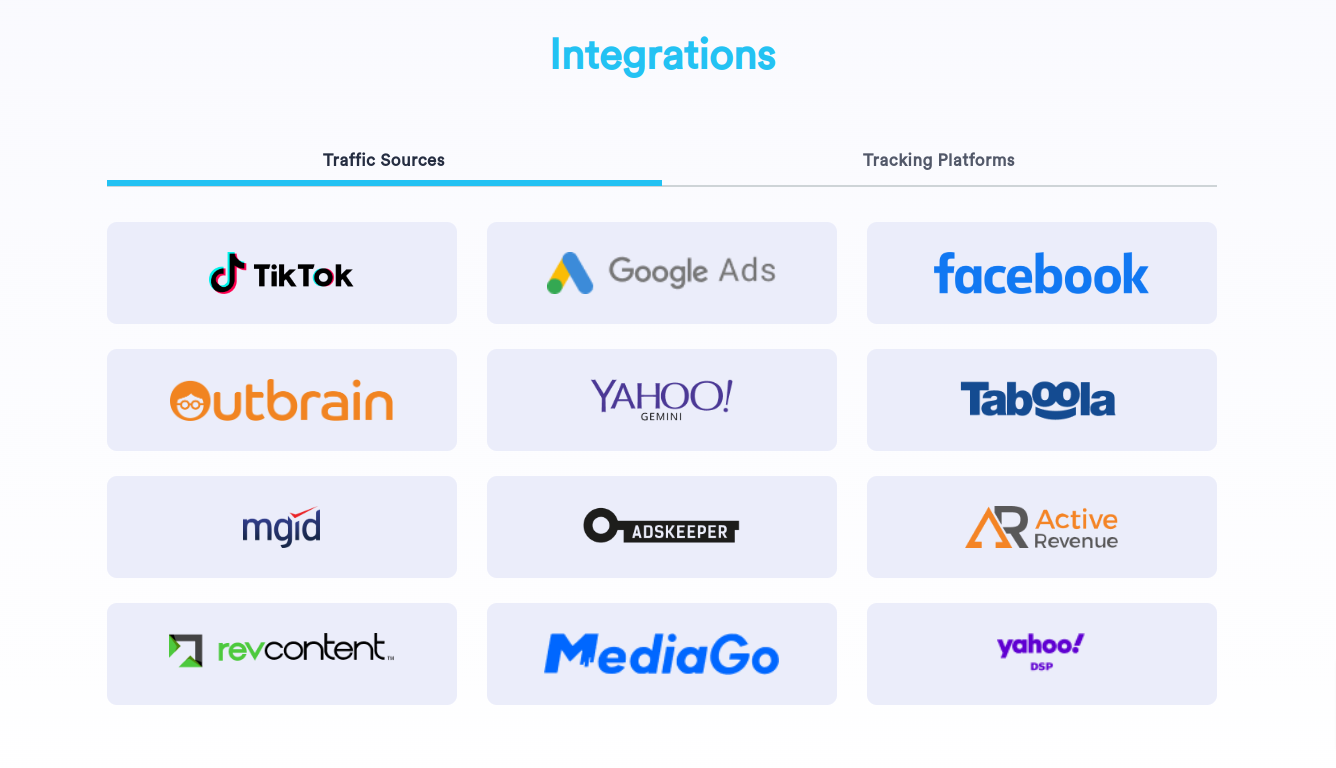 Integrations
Traffic Sources
Tracking Platforms
TikTok
Google Ads
facebook
Outbrain
YAHOO!
GEMINI
Taboola
mgid
ADSKEEPER
AR Active
Revenue
revcontent™
MediaGo
yahoo!
DSP